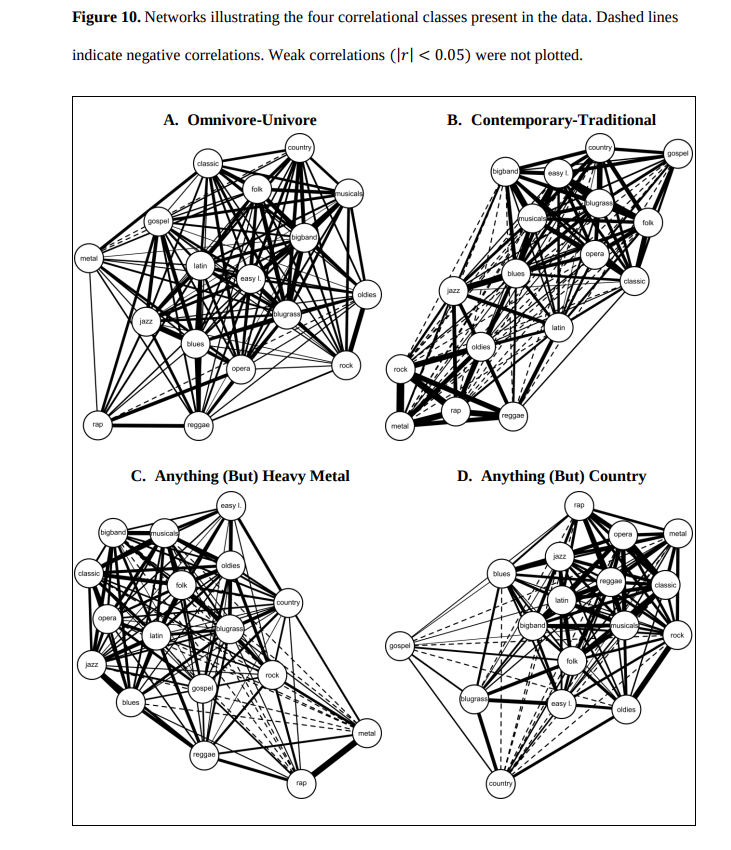 Figure 10. Networks illustrating the four correlational classes present in the data. Dashed lines
indicate negative correlations. Weak correlations (|r| < 0.05) were not plotted.
A. Omnivore-Univore
country
classic
folk
musicals
gospel
bigband
metal
latin
easy l.
oldies
blugrass
jazz
blues
rock
opera
rap
reggae
B. Contemporary-Traditional
country
gospel
bigband
easy l.
blugrass
musicals
folk
opera
blues
classic
jazz
latin
oldies
rock
rap
reggae
metal
C. Anything (But) Heavy Metal
easy l.
bigband
musicals
oldies
classic
folk
country
opera
blugrass
latin
jazz
rock
gospel
blues
metal
reggae
rap
D. Anything (But) Country
rap
opera
metal
jazz
blues
reggae
classic
latin
bigband
musicals
rock
gospel
folk
blugrass
easy l.
oldies
country